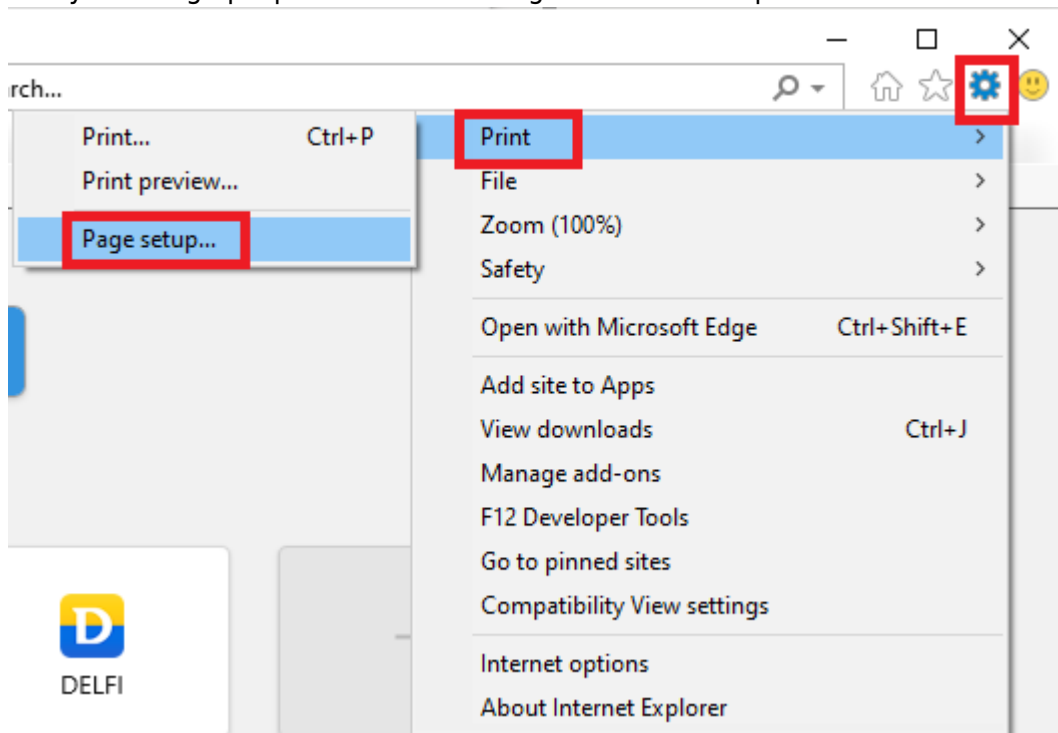 rch...
Print... Ctrl+P
Print preview...
Page setup...
Print
File
Zoom (100%)
Safety
Open with Microsoft Edge Ctrl+Shift+E
Add site to Apps
View downloads Ctrl+J
Manage add-ons
F12 Developer Tools
Go to pinned sites
Compatibility View settings
Internet options
About Internet Explorer
D
DELFI